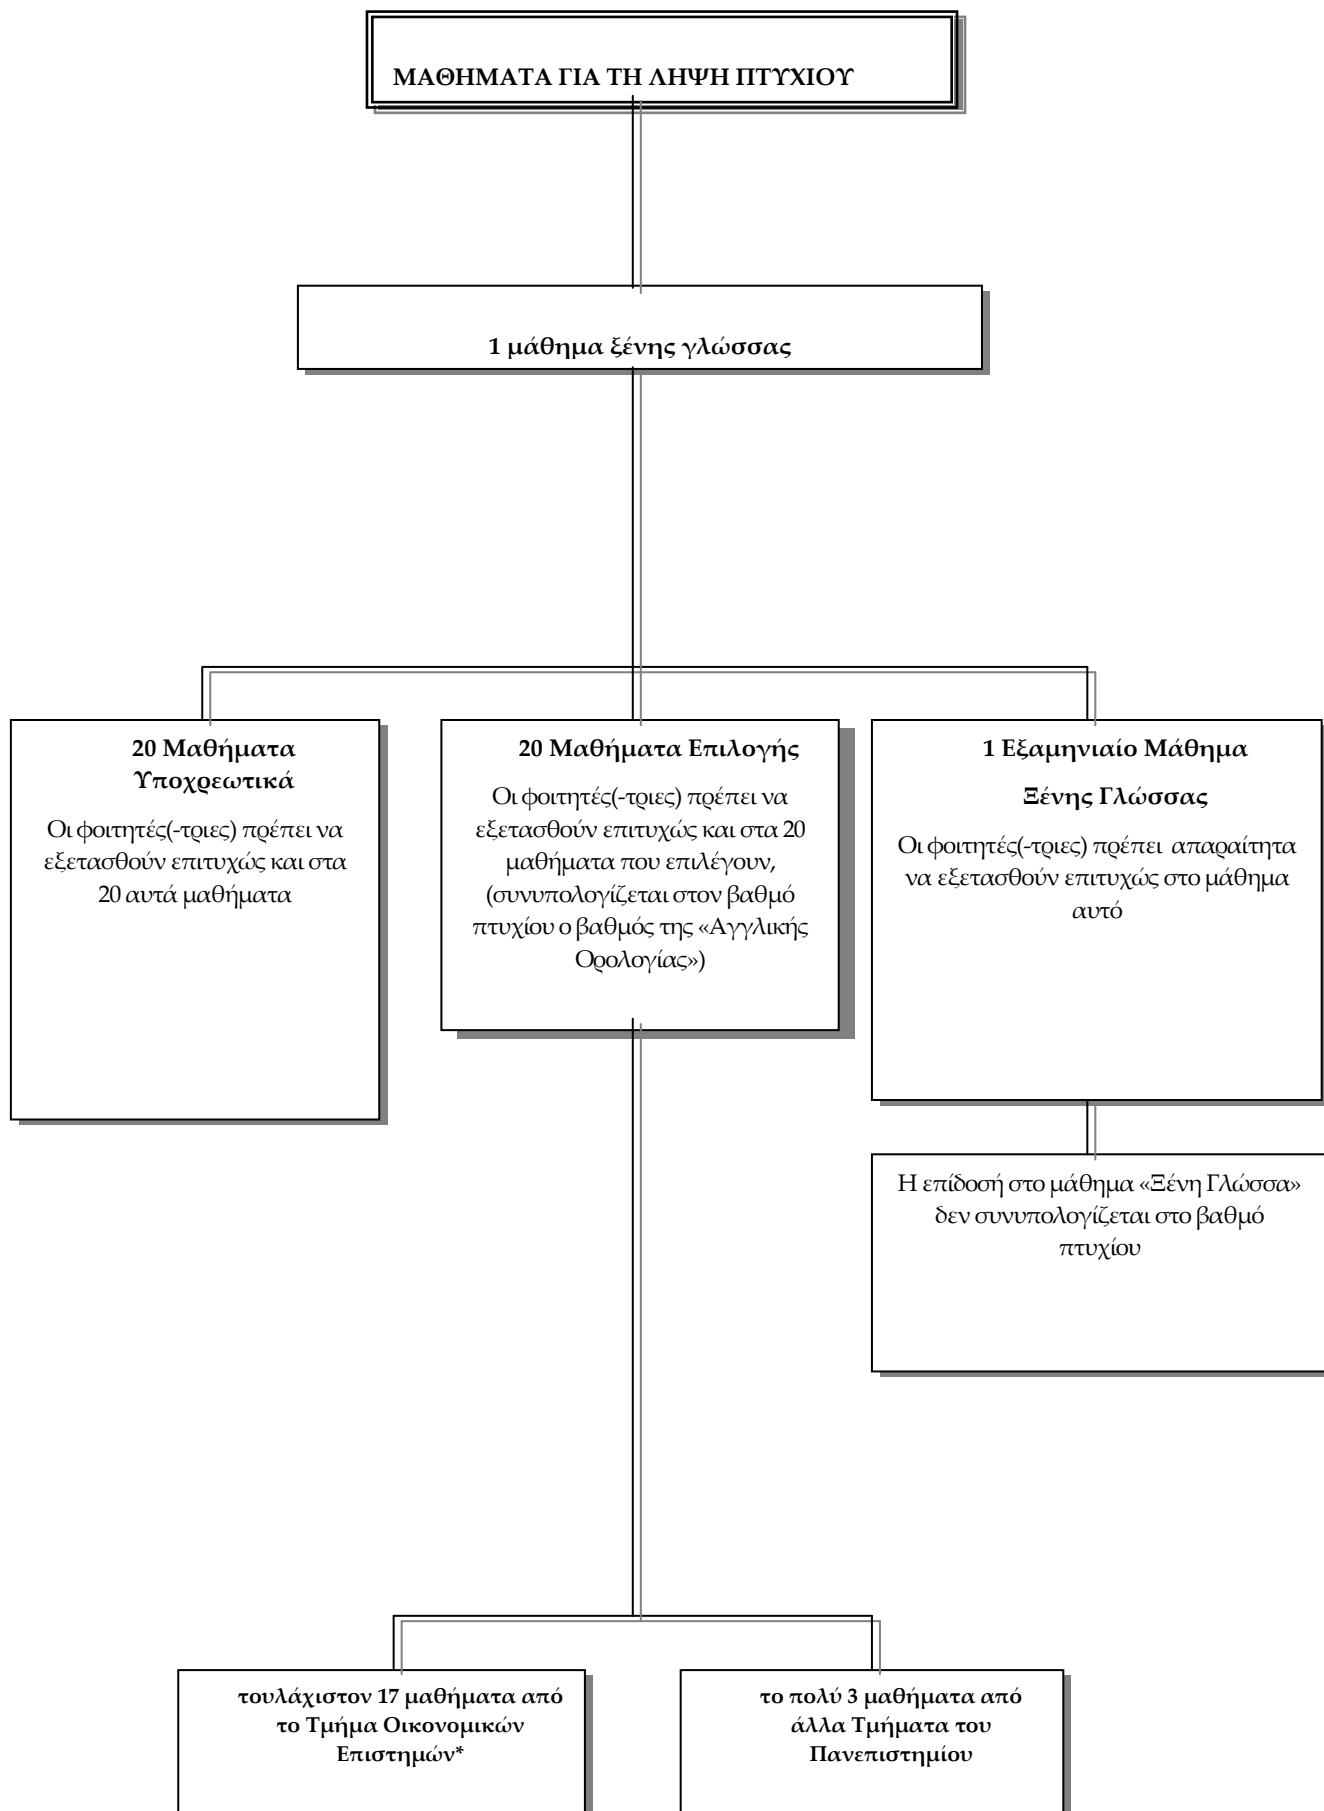 ΜΑΘΗΜΑΤΑ ΓΙΑ ΤΗ ΛΗΨΗ ΠΤΥΧΙΟΥ
1 μάθημα ξένης γλώσσας
20 Μαθήματα
Υποχρεωτικά
Οι φοιτητές(-τριες) πρέπει να
εξετασθούν επιτυχώς και στα
20 αυτά μαθήματα
20 Μαθήματα Επιλογής
Οι φοιτητές(-τριες) πρέπει να
εξετασθούν επιτυχώς και στα 20
μαθήματα που επιλέγουν,
(συνυπολογίζεται στον βαθμό
πτυχίου ο βαθμός της «Αγγλικής
Ορολογίας»)
1 Εξαμηνιαίο Μάθημα
Ξένης Γλώσσας
Οι φοιτητές(-τριες) πρέπει απαραίτητα
να εξετασθούν επιτυχώς στο μάθημα
αυτό
Η επίδοσή στο μάθημα «Ξένη Γλώσσα»
δεν συνυπολογίζεται στο βαθμό
πτυχίου
τουλάχιστον 17 μαθήματα από
το Τμήμα Οικονομικών
Επιστημών*
το πολύ 3 μαθήματα από
άλλα Τμήματα του
Πανεπιστημίου